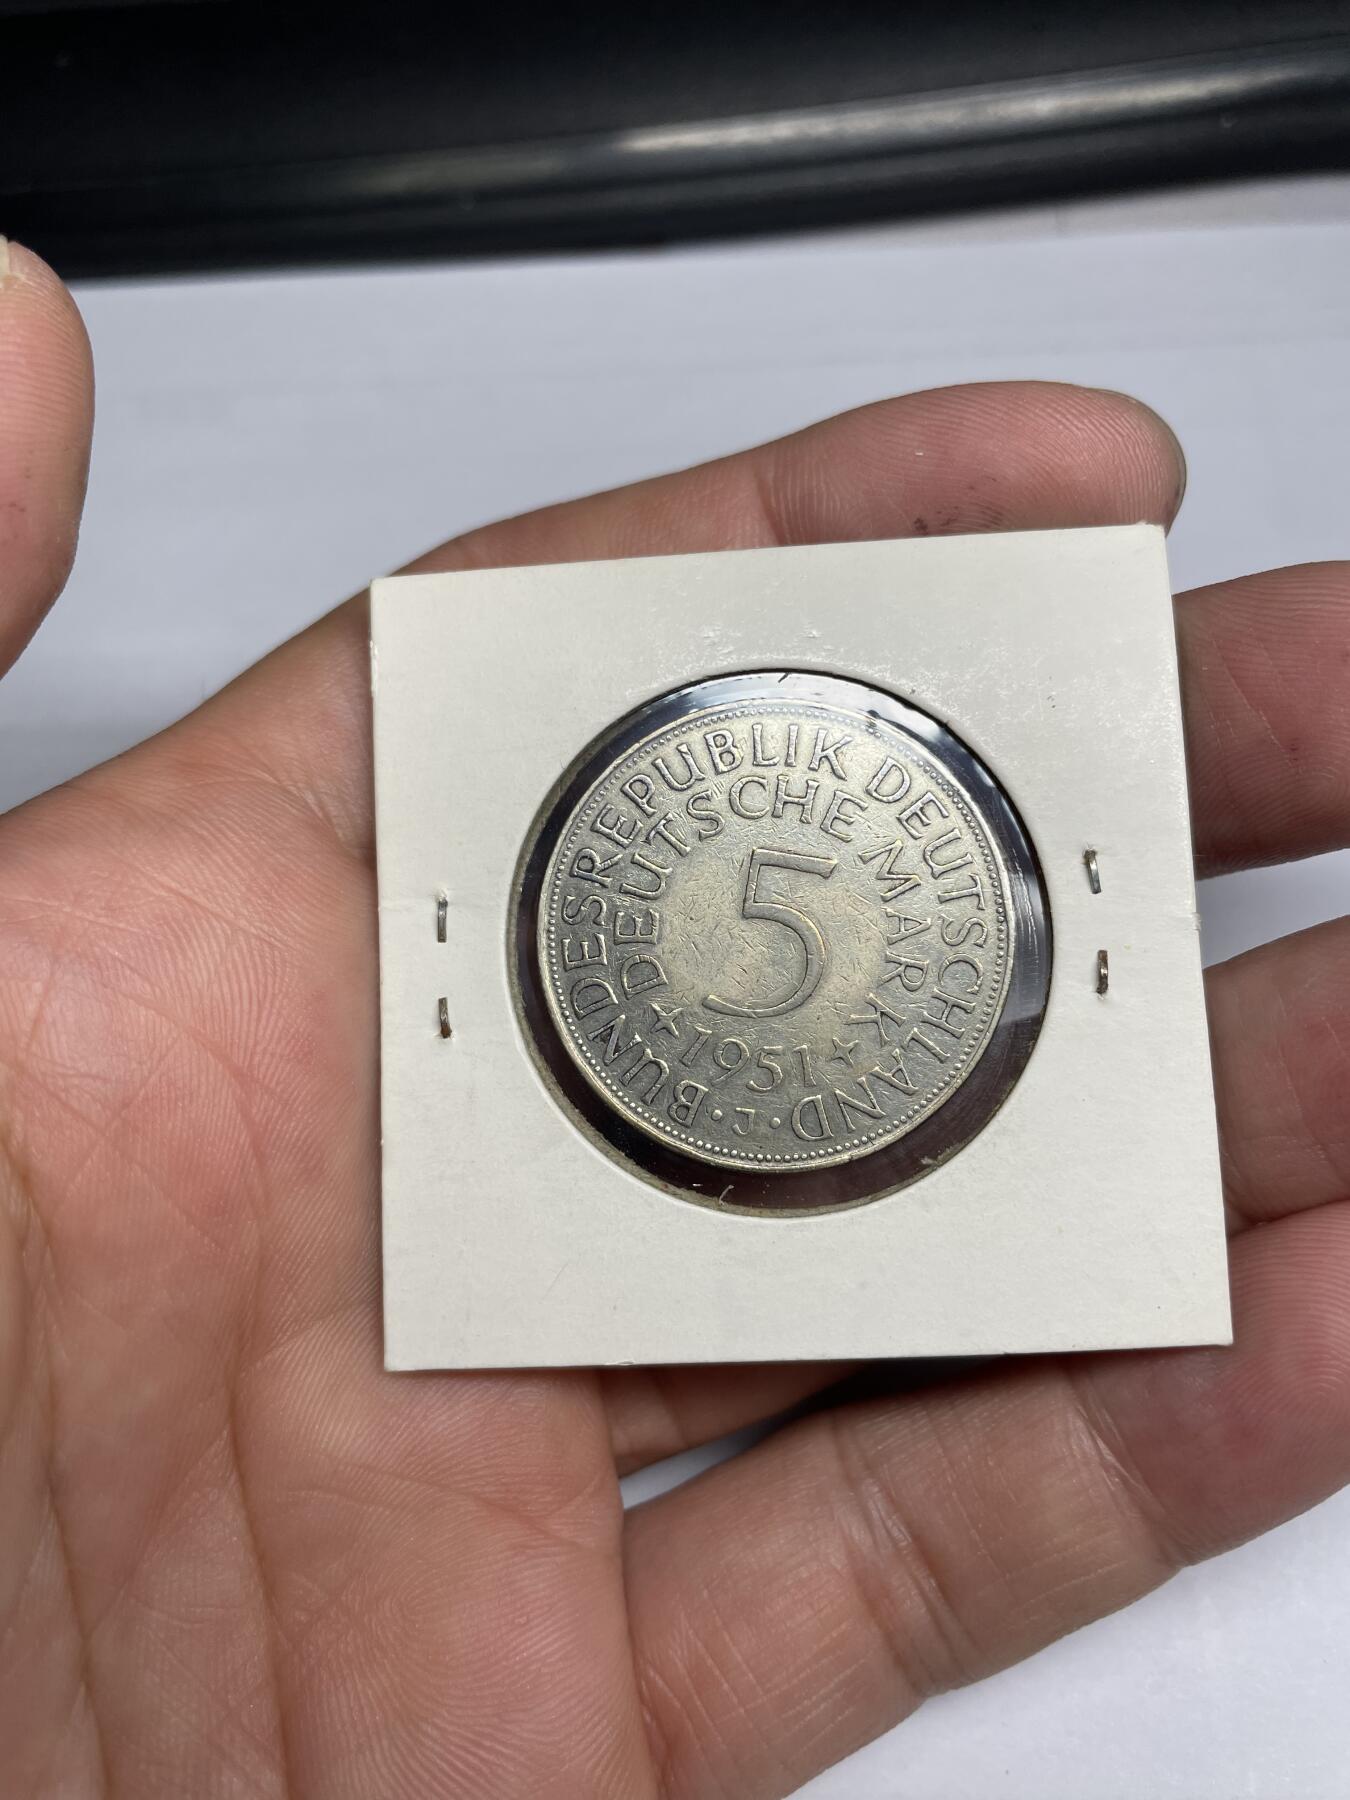 BUNDESREPUBLIK DEUTSCHLAND
DEUTSCHE MARK
5
1951
· J ·